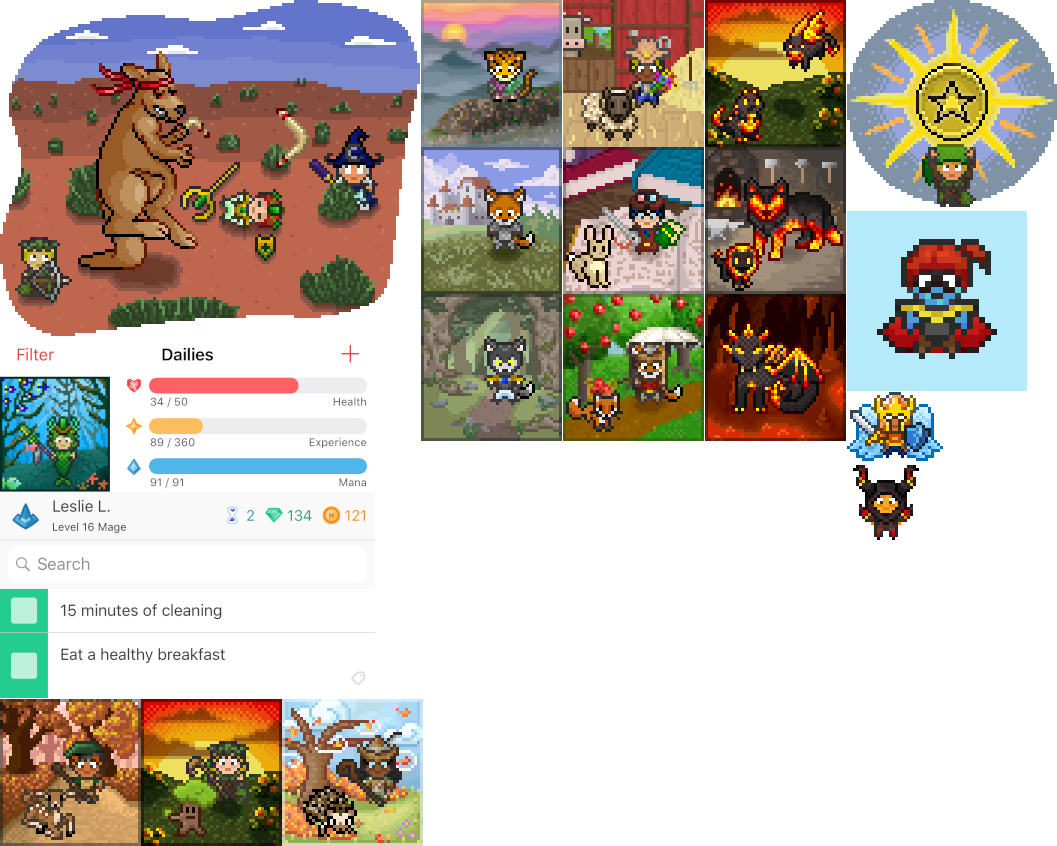 Filter
Dailies
34 / 50
Health
89 / 360
Experience
91 / 91
Mana
Leslie L.
Level 16 Mage
2
134
121
Search
15 minutes of cleaning
Eat a healthy breakfast